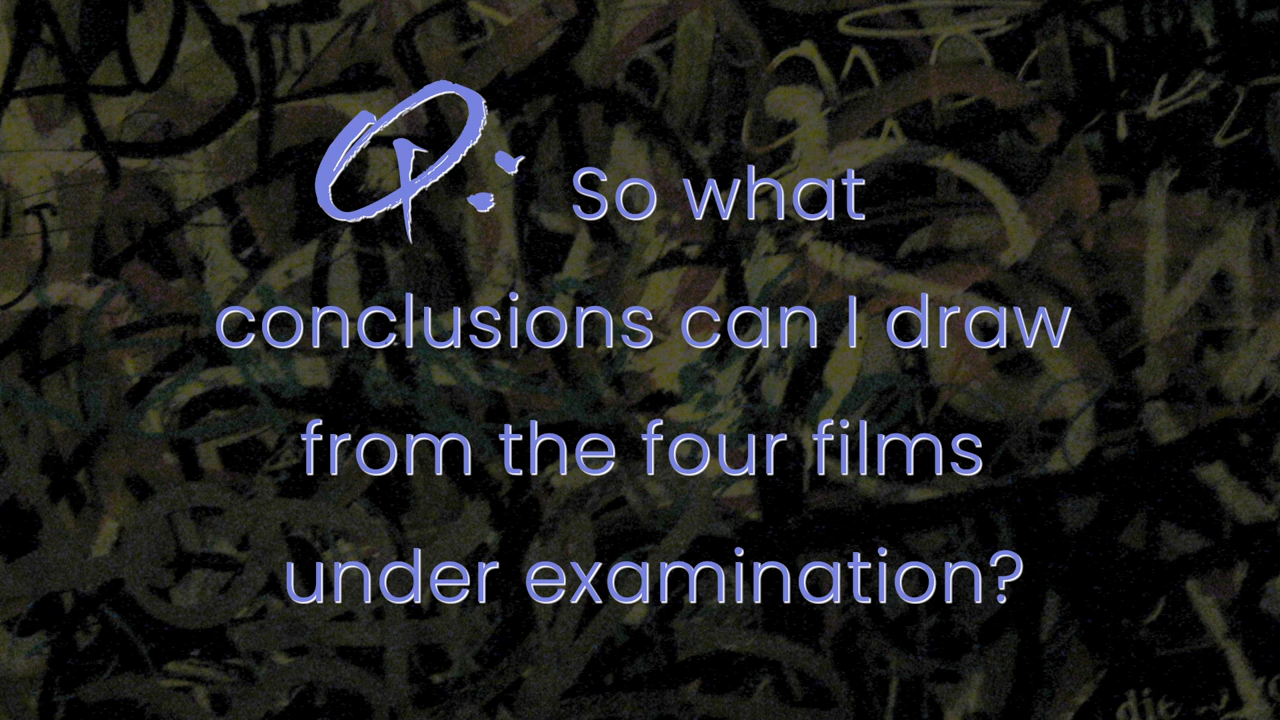 Q: So what
conclusions can I draw
from the four films
under examination?